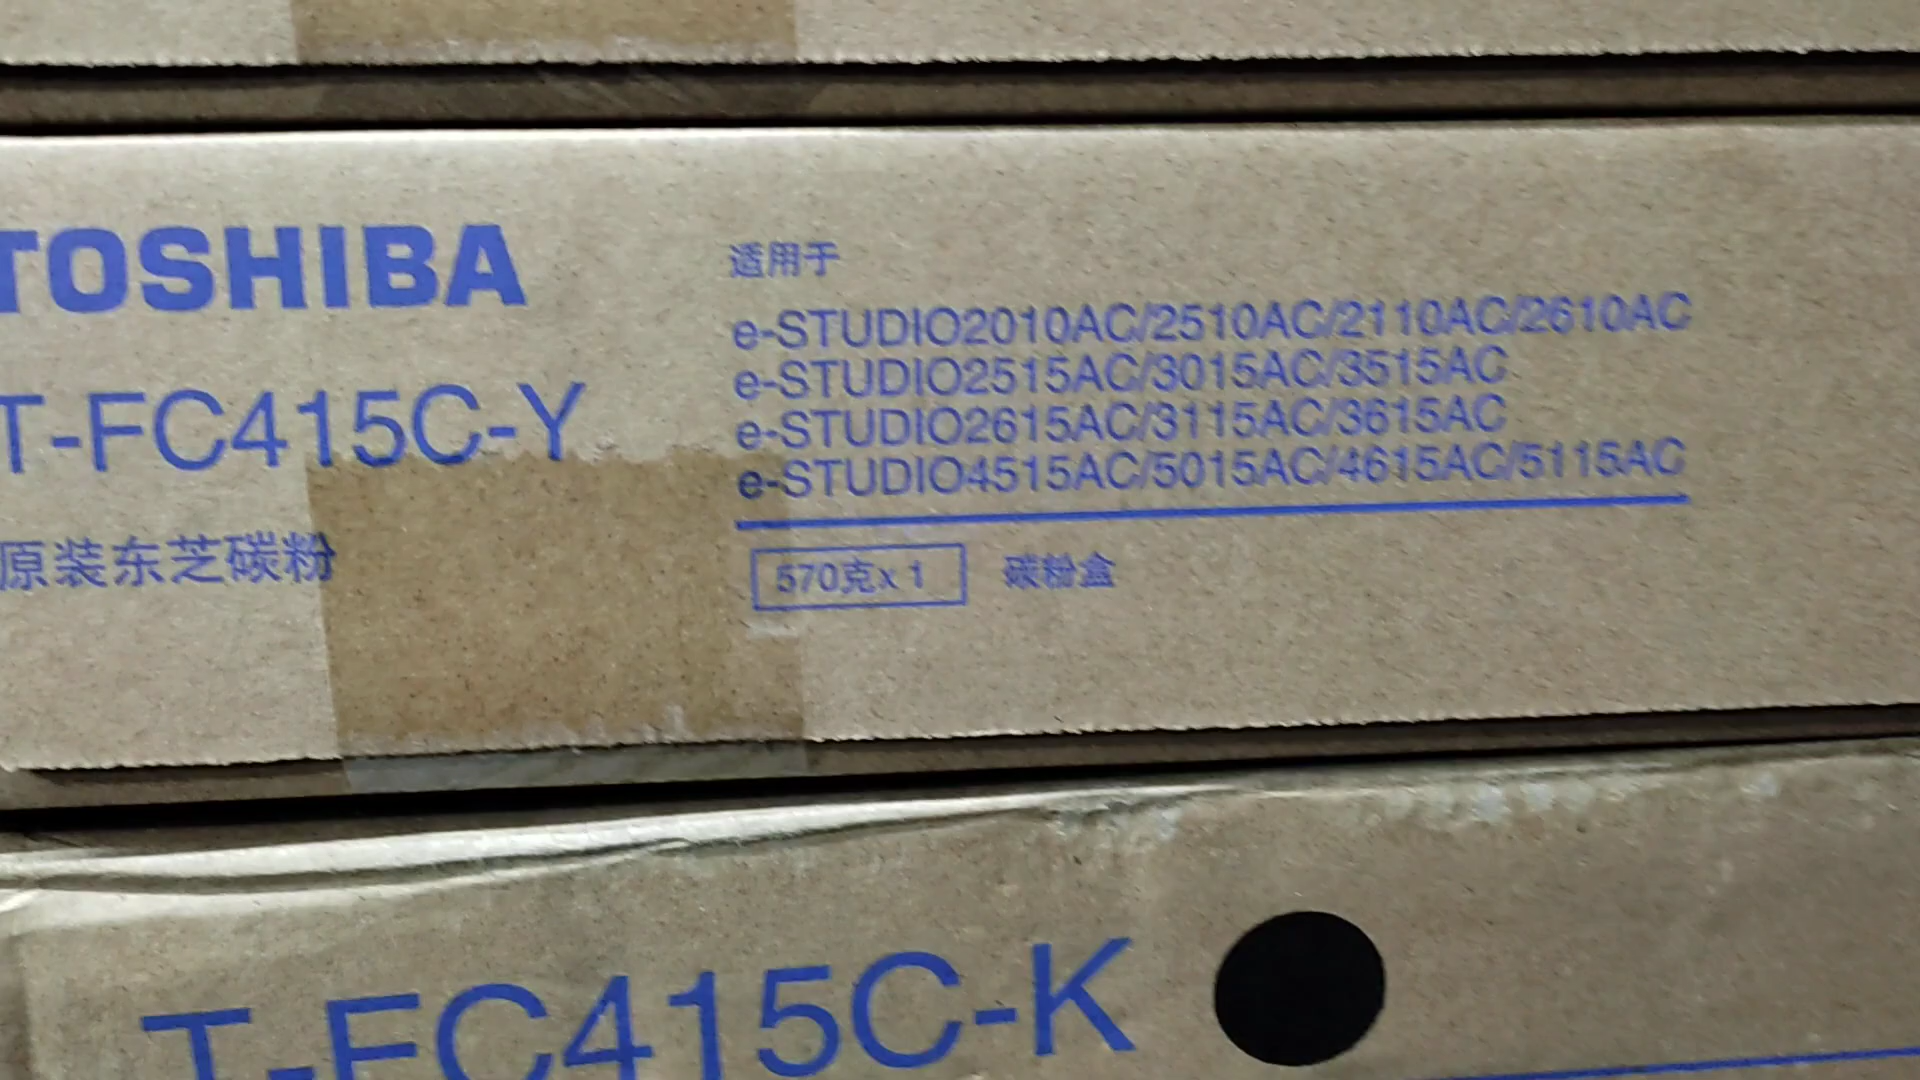 TOSHIBA
T-FC415C-Y
原装东芝碳粉
适用于
e-STUDIO2010AC/2510AC/2110AC/2610AC
e-STUDIO2515AC/3015AC/3515AC
e-STUDIO2615AC/3115AC/3615AC
e-STUDIO4515AC/5015AC/4615AC/5115AC
570克x1
碳粉盒
T-FC415C-K